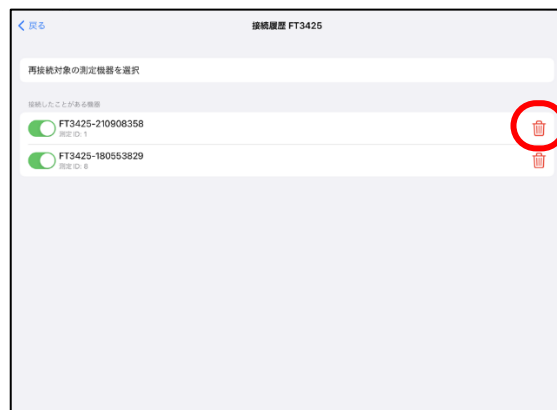 戻る
接続履歴 FT3425
再接続対象の測定機器を選択
接続したことがある機器
FT3425-210908358
測定 ID: 1
FT3425-180553829
測定 ID: 8